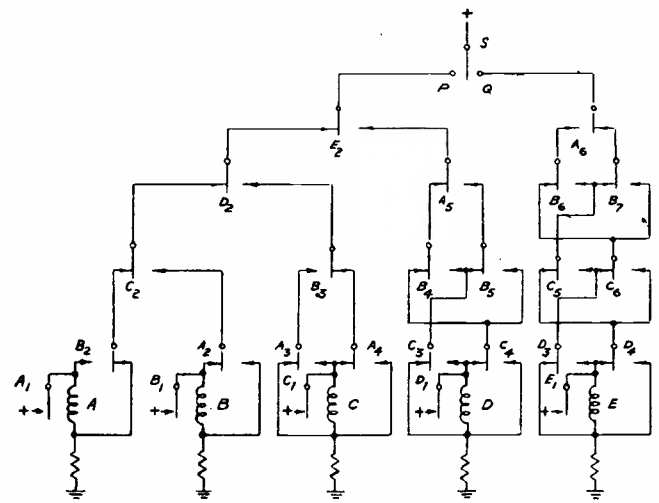 +
S
P Q
E2 A6
D2 A5 B6 B7
C2 B3 B4 B5 C5 C6
B2 A2 A3 A4 C3 C4 D3 D4
A1 B1 C1 D1 E1
+ A + B + C + D + E